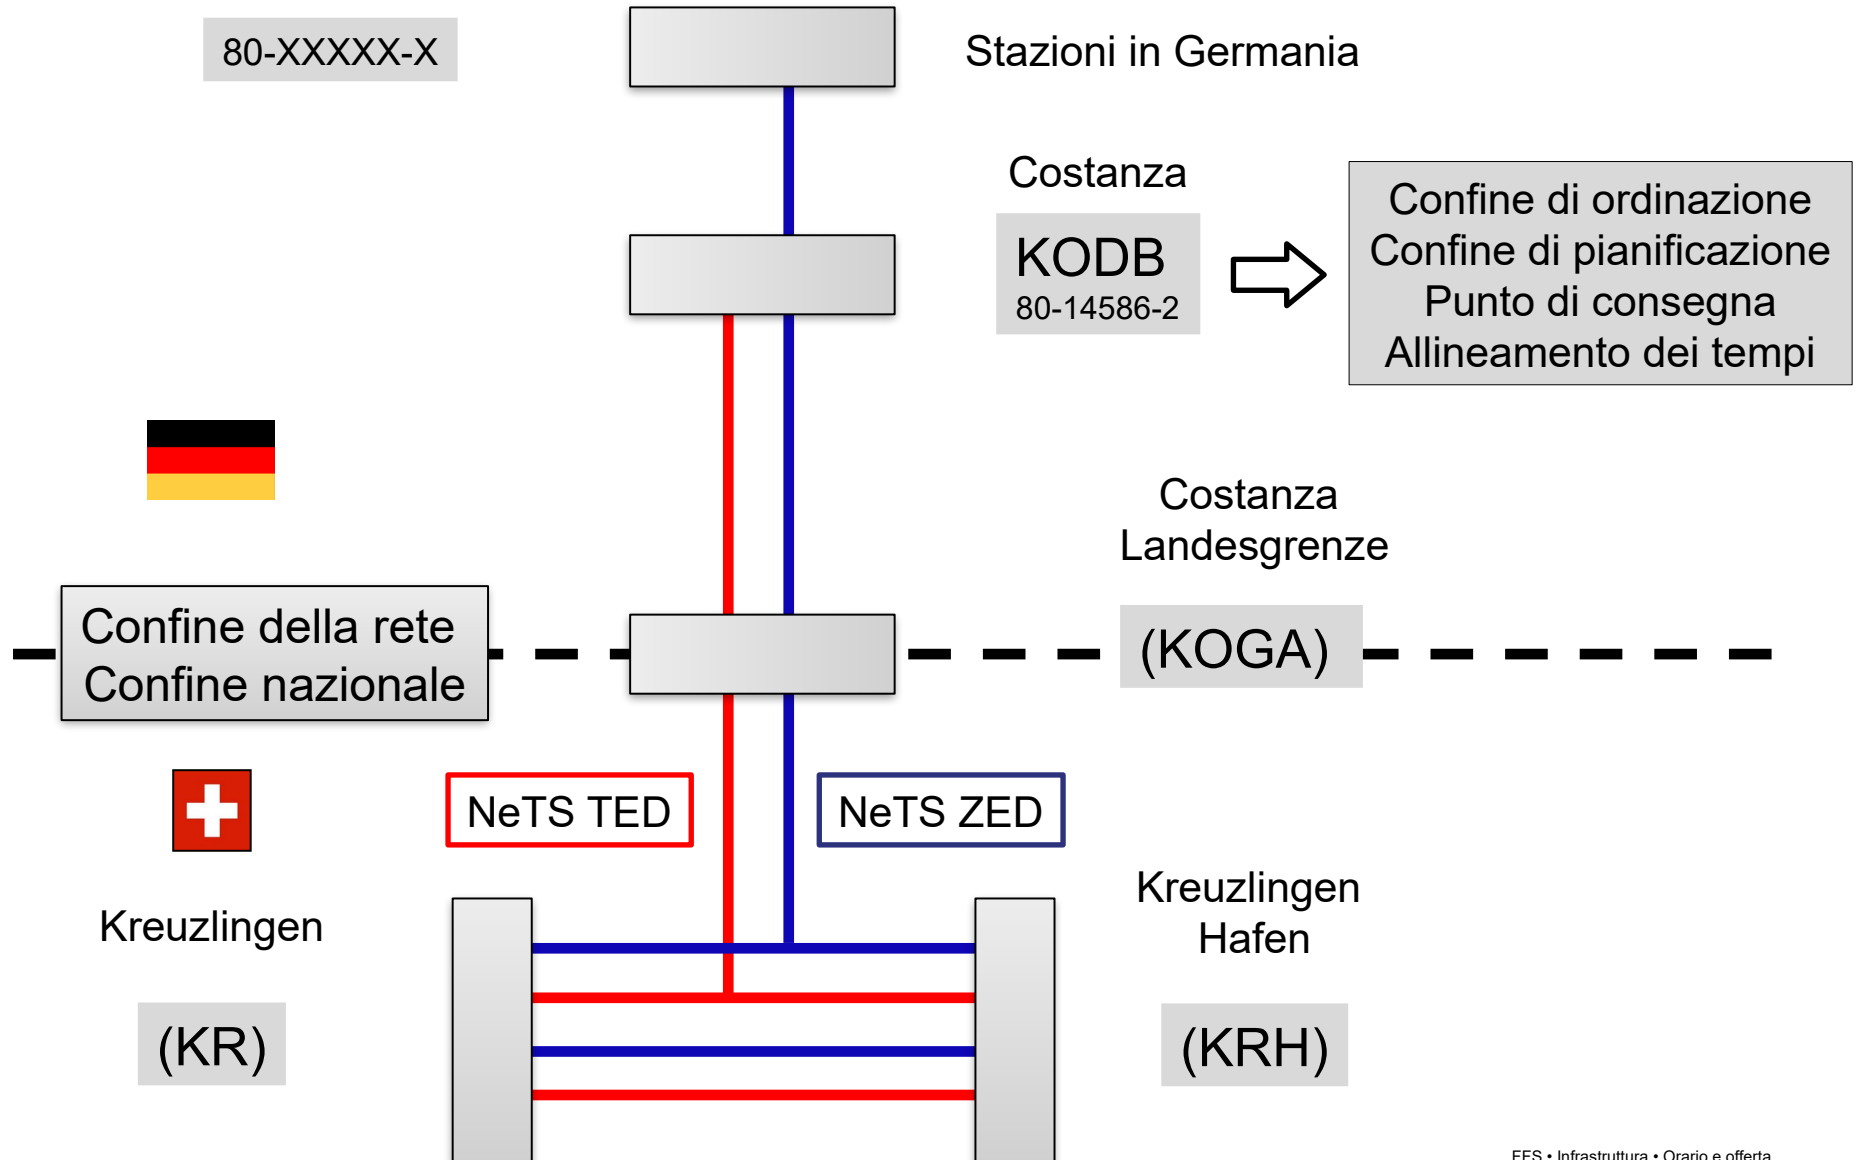 80-XXXXX-X
Stazioni in Germania
Costanza
KODB
80-14586-2
Confine di ordinazione
Confine di pianificazione
Punto di consegna
Allineamento dei tempi
Costanza
Landesgrenze
Confine della rete
Confine nazionale
(KOGA)
NeTS TED
NeTS ZED
Kreuzlingen
Kreuzlingen
Hafen
(KR)
(KRH)
FFS • Infrastruttura • Orario e offerta